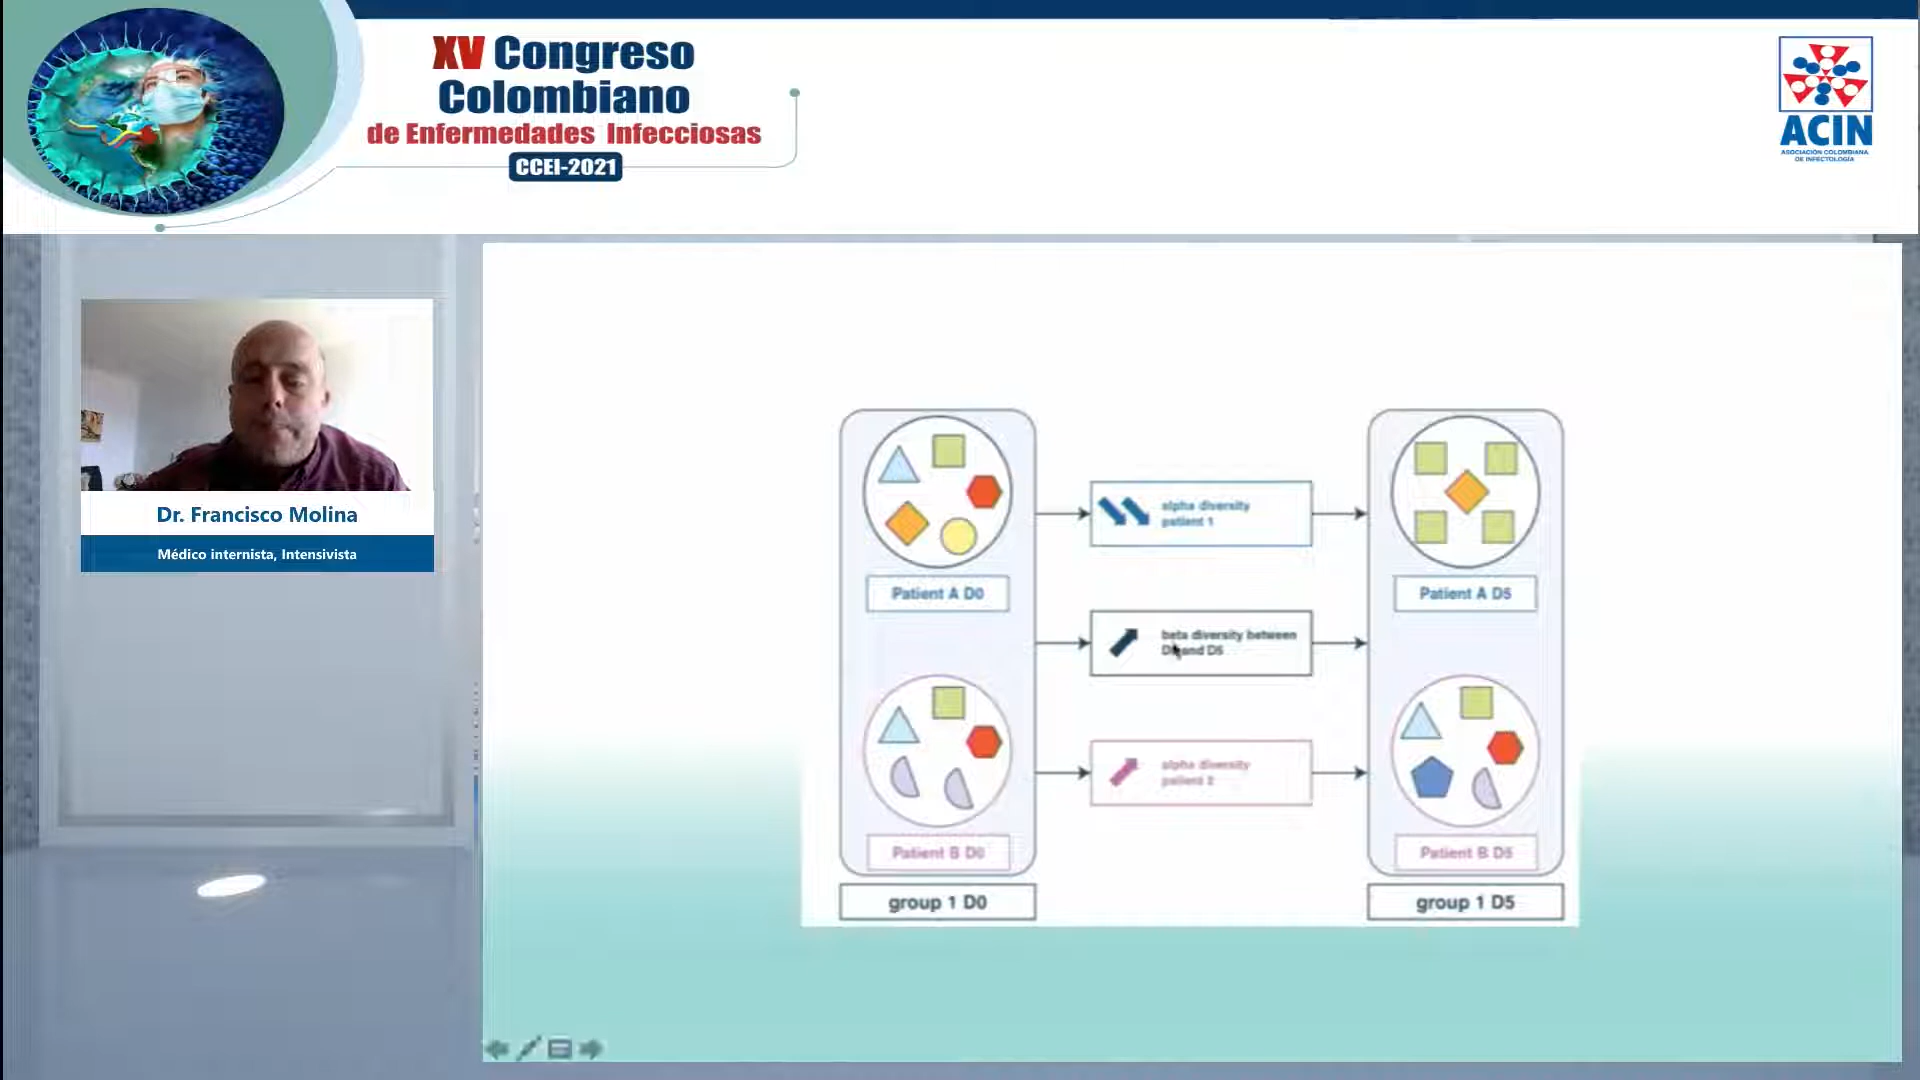 XV Congreso
Colombiano
de Enfermedades Infecciosas
CCEI-2021
ACIN
ASOCIACIÓN COLOMBIANA
DE INFECTOLOGÍA
Dr. Francisco Molina
Médico internista, Intensivista
alpha diversity
patient 1
Patient A D0
Patient A D5
beta diversity between
D0 and D5
alpha diversity
patient 2
Patient B D0
Patient B D5
group 1 D0
group 1 D5